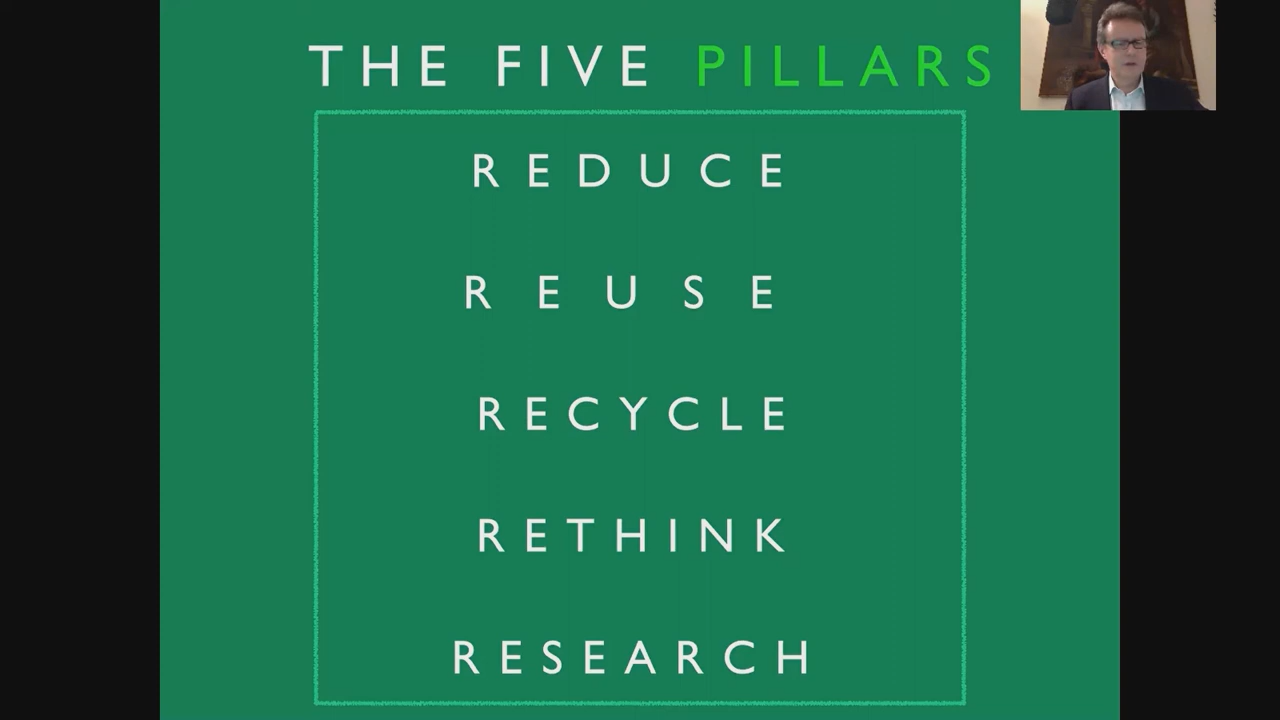 THE FIVE PILLARS
REDUCE
REUSE
RECYCLE
RETHINK
RESEARCH